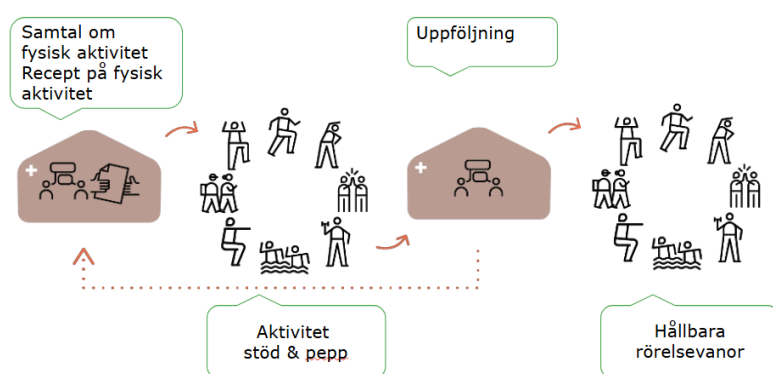 Samtal om
fysisk aktivitet
Recept på fysisk
aktivitet
Uppföljning
Aktivitet
stöd & pepp
Hållbara
rörelsevanor